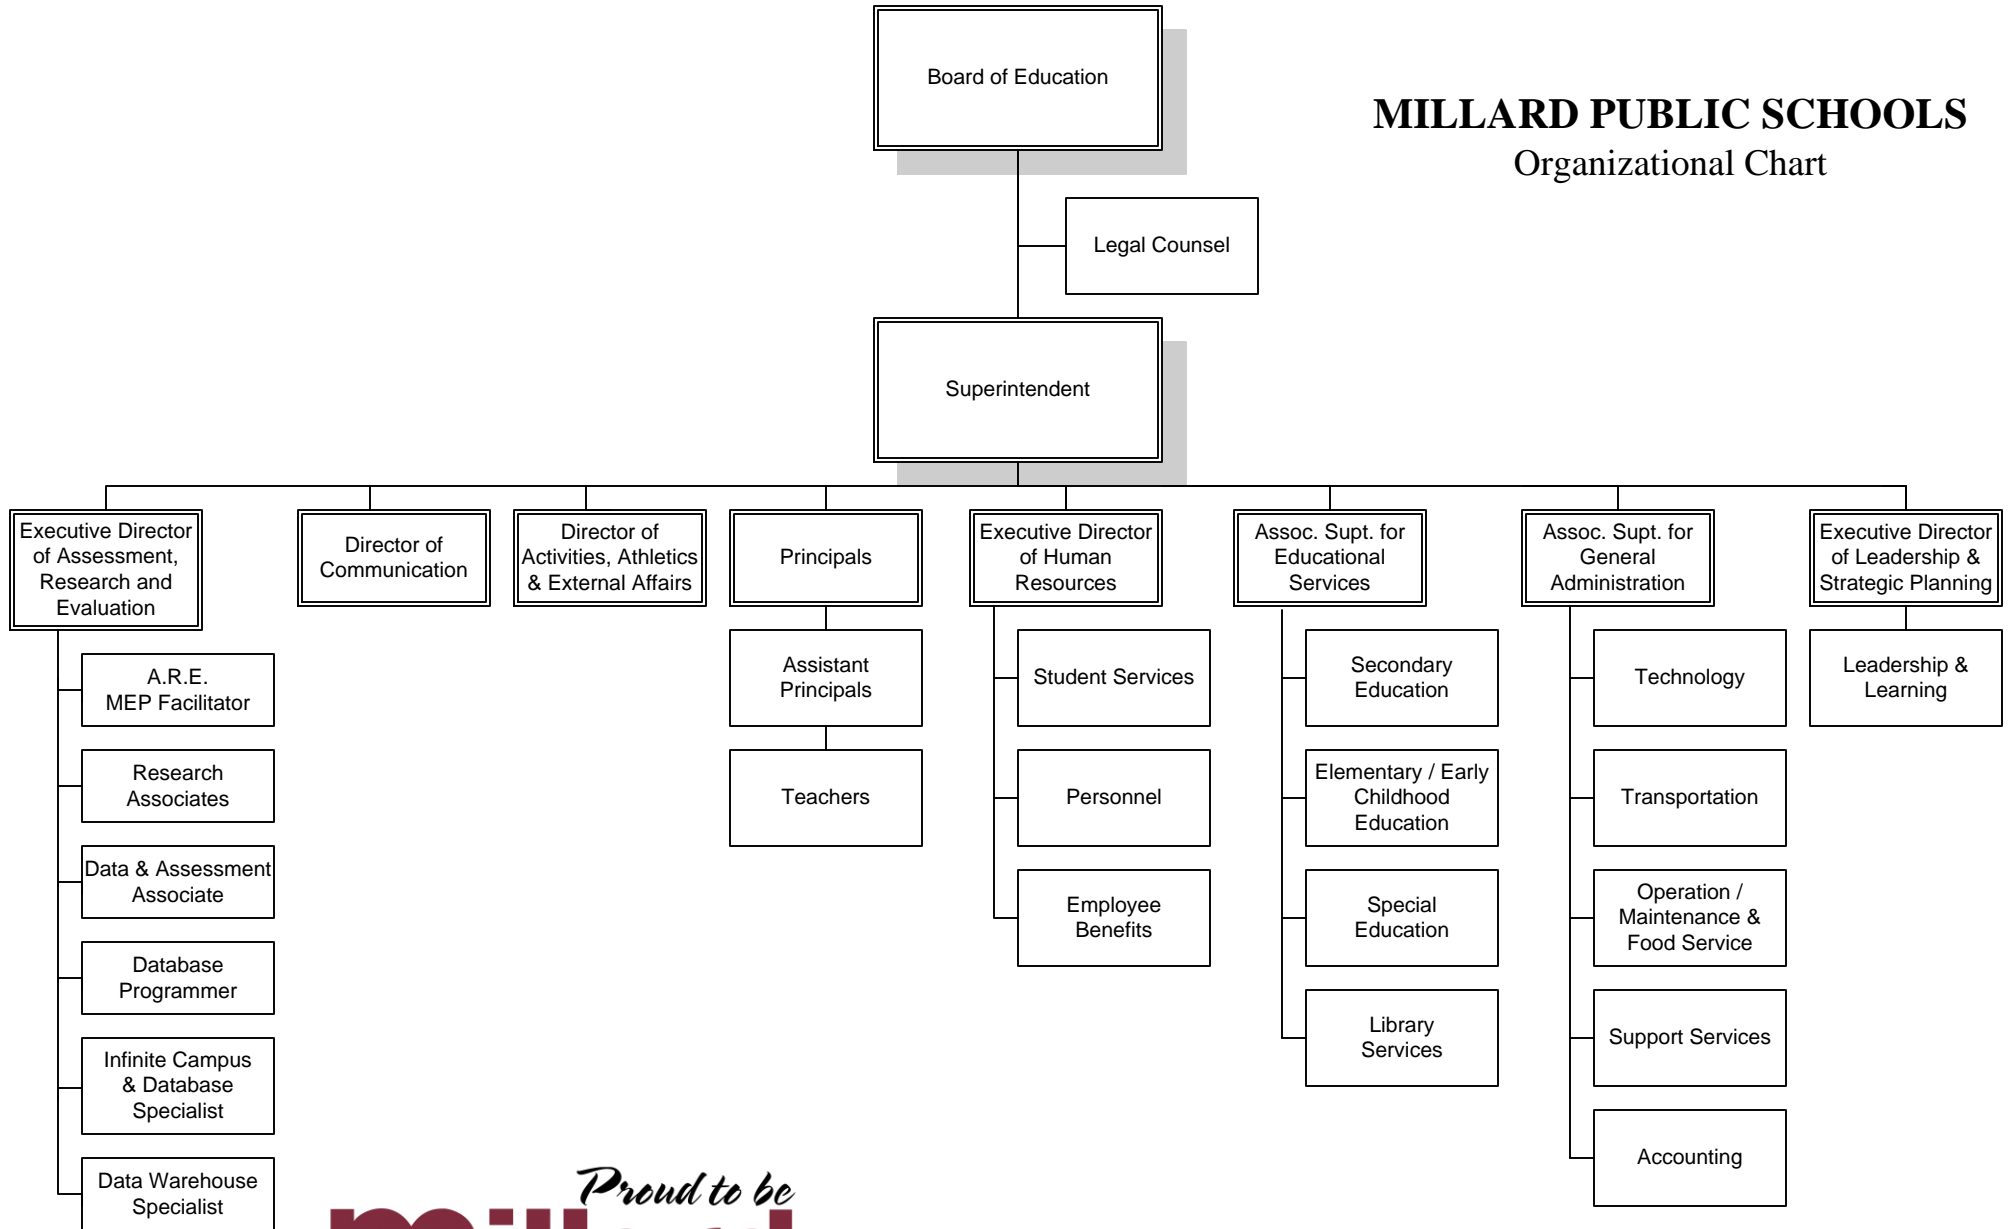 Board of Education
MILLARD PUBLIC SCHOOLS
Organizational Chart
Legal Counsel
Superintendent
Executive Director
of Assessment,
Research and
Evaluation
Director of
Communication
Director of
Activities, Athletics
& External Affairs
Principals
Executive Director
of Human
Resources
Assoc. Supt. for
Educational
Services
Assoc. Supt. for
General
Administration
Executive Director
of Leadership &
Strategic Planning
A.R.E.
MEP Facilitator
Research
Associates
Data & Assessment
Associate
Database
Programmer
Infinite Campus
& Database
Specialist
Data Warehouse
Specialist
Assistant
Principals
Teachers
Student Services
Personnel
Employee
Benefits
Secondary
Education
Elementary / Early
Childhood
Education
Special
Education
Library
Services
Technology
Transportation
Operation /
Maintenance &
Food Service
Support Services
Accounting
Leadership &
Learning
Proud to be